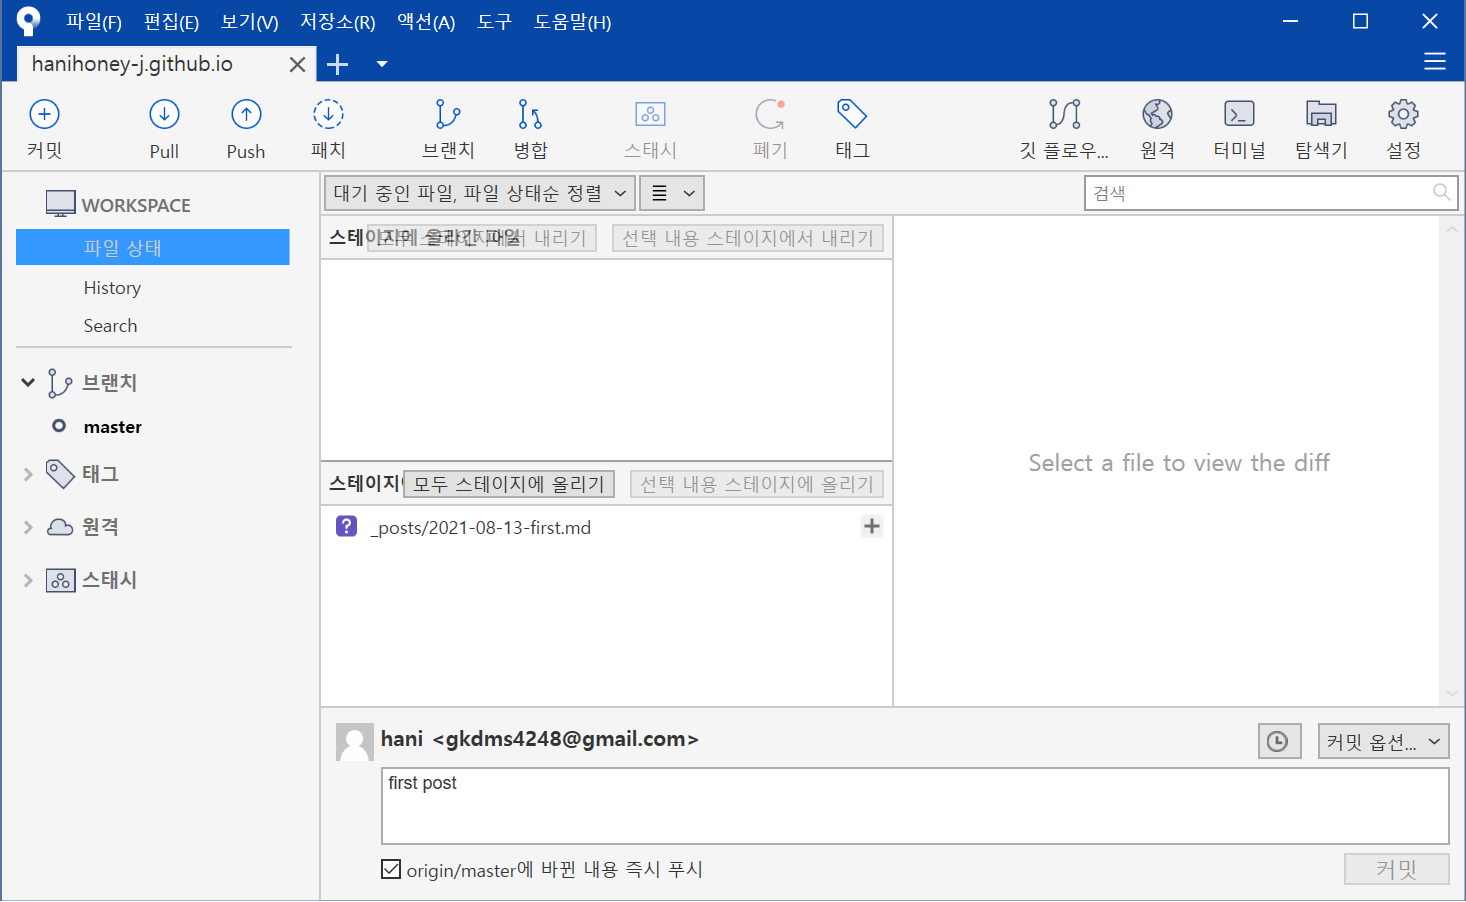 파일(F) 편집(E) 보기(V) 저장소(R) 액션(A) 도구 도움말(H)
hanihoney-j.github.io
커밋 Pull Push 패치 브랜치 병합 스태시 폐기 태그 깃 플로우... 원격 터미널 탐색기 설정
WORKSPACE
파일 상태
History
Search
브랜치
master
태그
원격
스태시
대기 중인 파일, 파일 상태순 정렬
검색
스테이지에 올라간 파일
선택 내용 스테이지에서 내리기
스테이지
모두 스테이지에 올리기
선택 내용 스테이지에 올리기
_posts/2021-08-13-first.md
Select a file to view the diff
hani <gkdms4248@gmail.com>
커밋 옵션...
first post
origin/master에 바뀐 내용 즉시 푸시
커밋